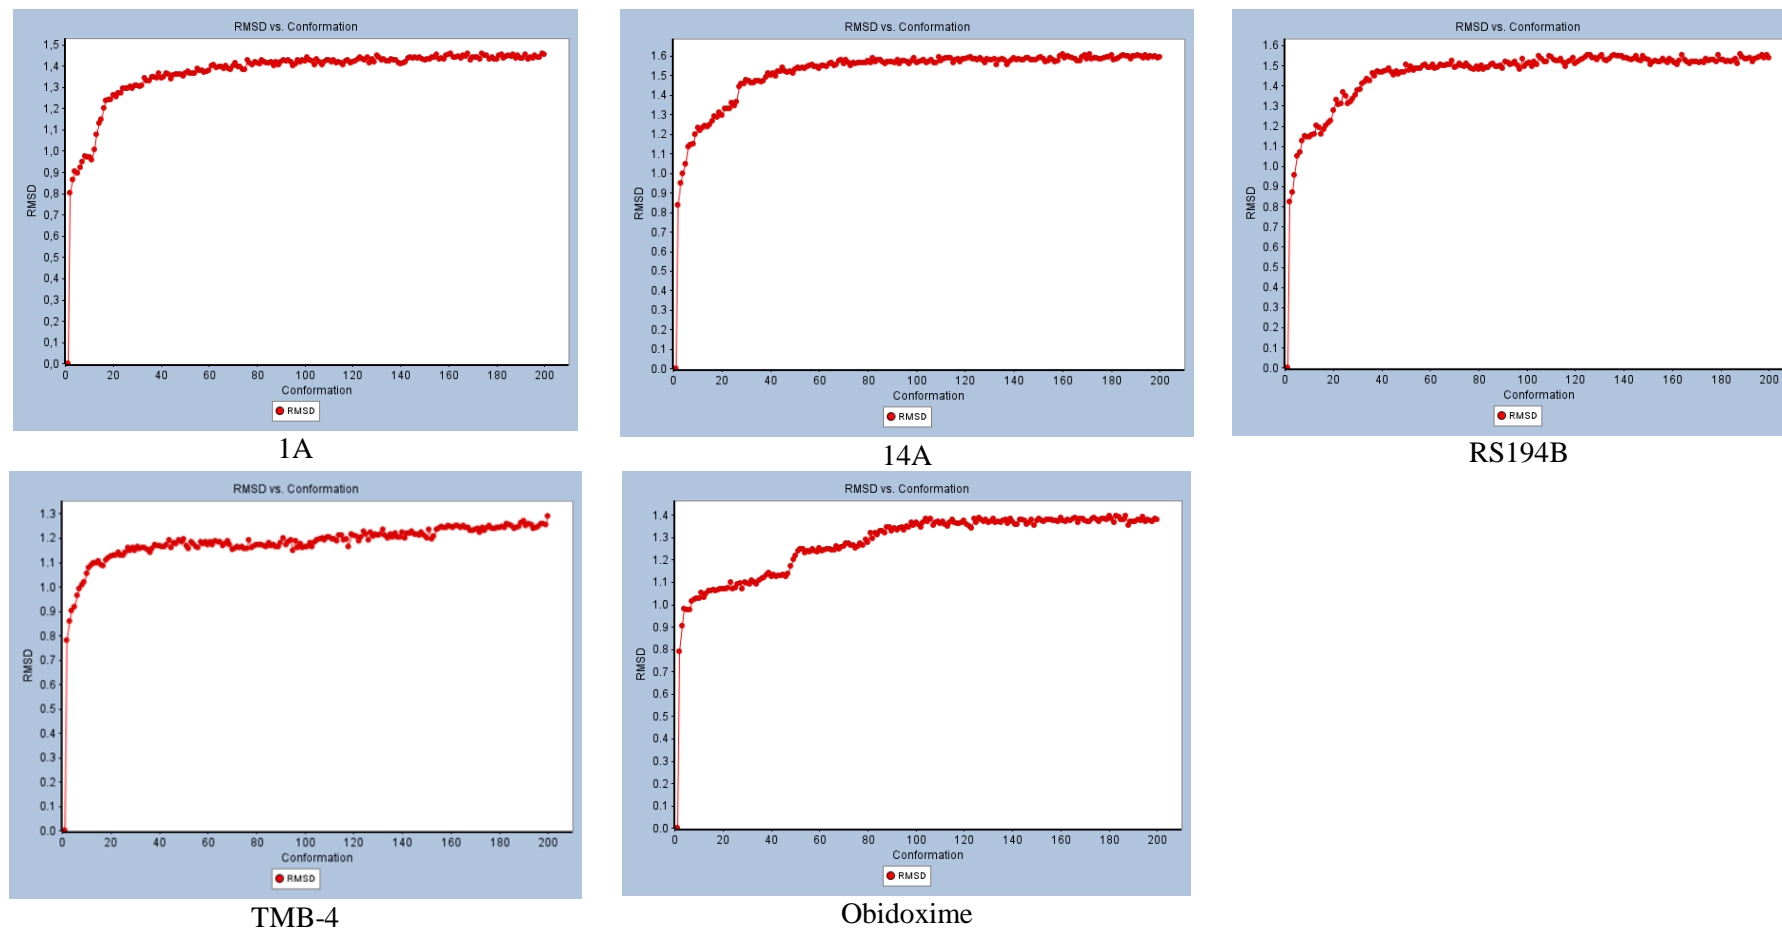 RMSD vs. Conformation
1,5
1,4
1,3
1,2
1,1
1,0
0,9
0,8
0,7
0,6
0,5
0,4
0,3
0,2
0,1
0,0
RMSD
0 20 40 60 80 100 120 140 160 180 200
Conformation
RMSD
1A
RMSD vs. Conformation
1.6
1.5
1.4
1.3
1.2
1.1
1.0
0.9
0.8
0.7
0.6
0.5
0.4
0.3
0.2
0.1
0.0
RMSD
0 20 40 60 80 100 120 140 160 180 200
Conformation
RMSD
14A
RMSD vs. Conformation
1.6
1.5
1.4
1.3
1.2
1.1
1.0
0.9
0.8
0.7
0.6
0.5
0.4
0.3
0.2
0.1
0.0
RMSD
0 20 40 60 80 100 120 140 160 180 200
Conformation
RMSD
RS194B
RMSD vs. Conformation
1.3
1.2
1.1
1.0
0.9
0.8
0.7
0.6
0.5
0.4
0.3
0.2
0.1
0.0
RMSD
0 20 40 60 80 100 120 140 160 180 200
Conformation
RMSD
TMB-4
RMSD vs. Conformation
1.4
1.3
1.2
1.1
1.0
0.9
0.8
0.7
0.6
0.5
0.4
0.3
0.2
0.1
0.0
RMSD
0 20 40 60 80 100 120 140 160 180 200
Conformation
RMSD
Obidoxime